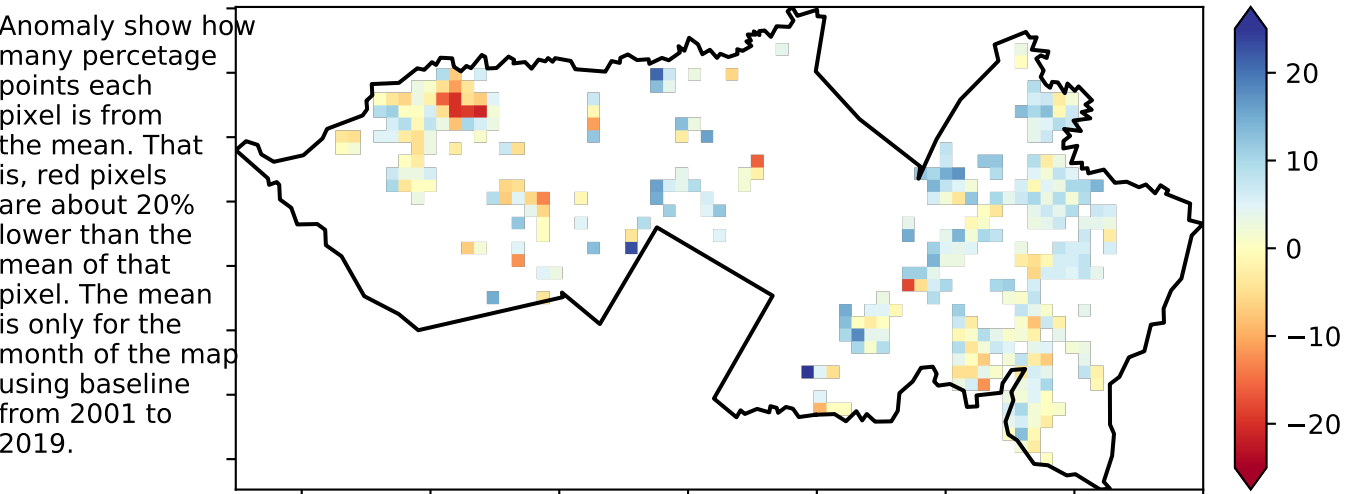 Anomaly show how
many percetage
points each
pixel is from
the mean. That
is, red pixels
are about 20%
lower than the
mean of that
pixel. The mean
is only for the
month of the map
using baseline
from 2001 to
2019.
20
10
0
−10
−20